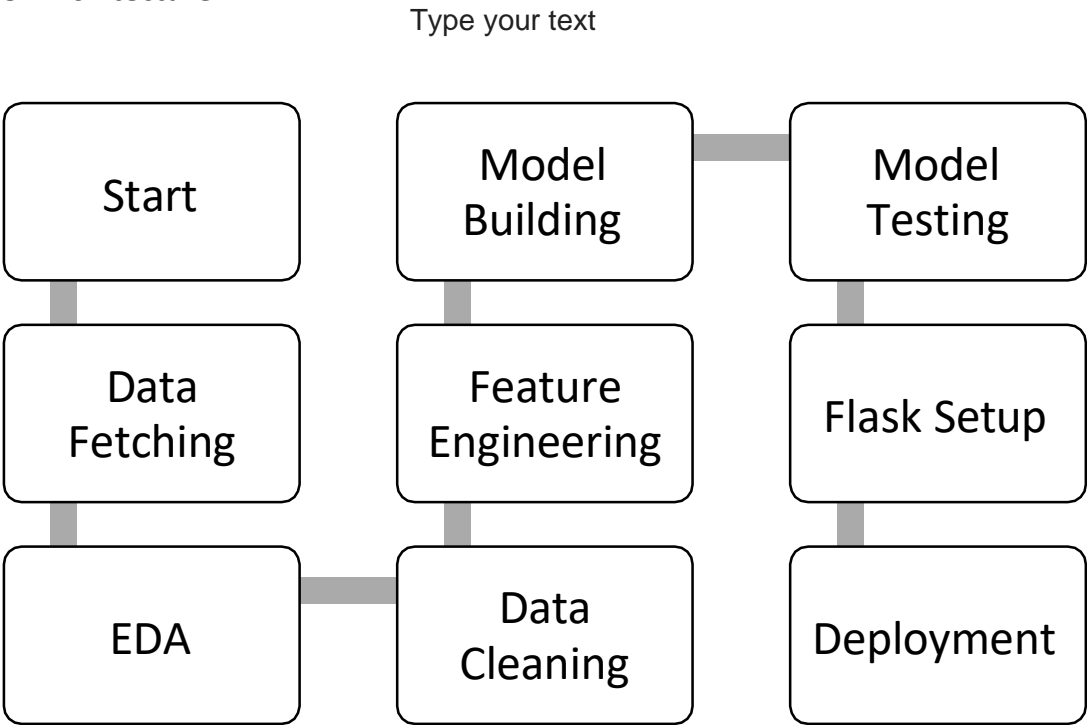 Type your text
Start
Data
Fetching
EDA
Data
Cleaning
Feature
Engineering
Model
Building
Model
Testing
Flask Setup
Deployment